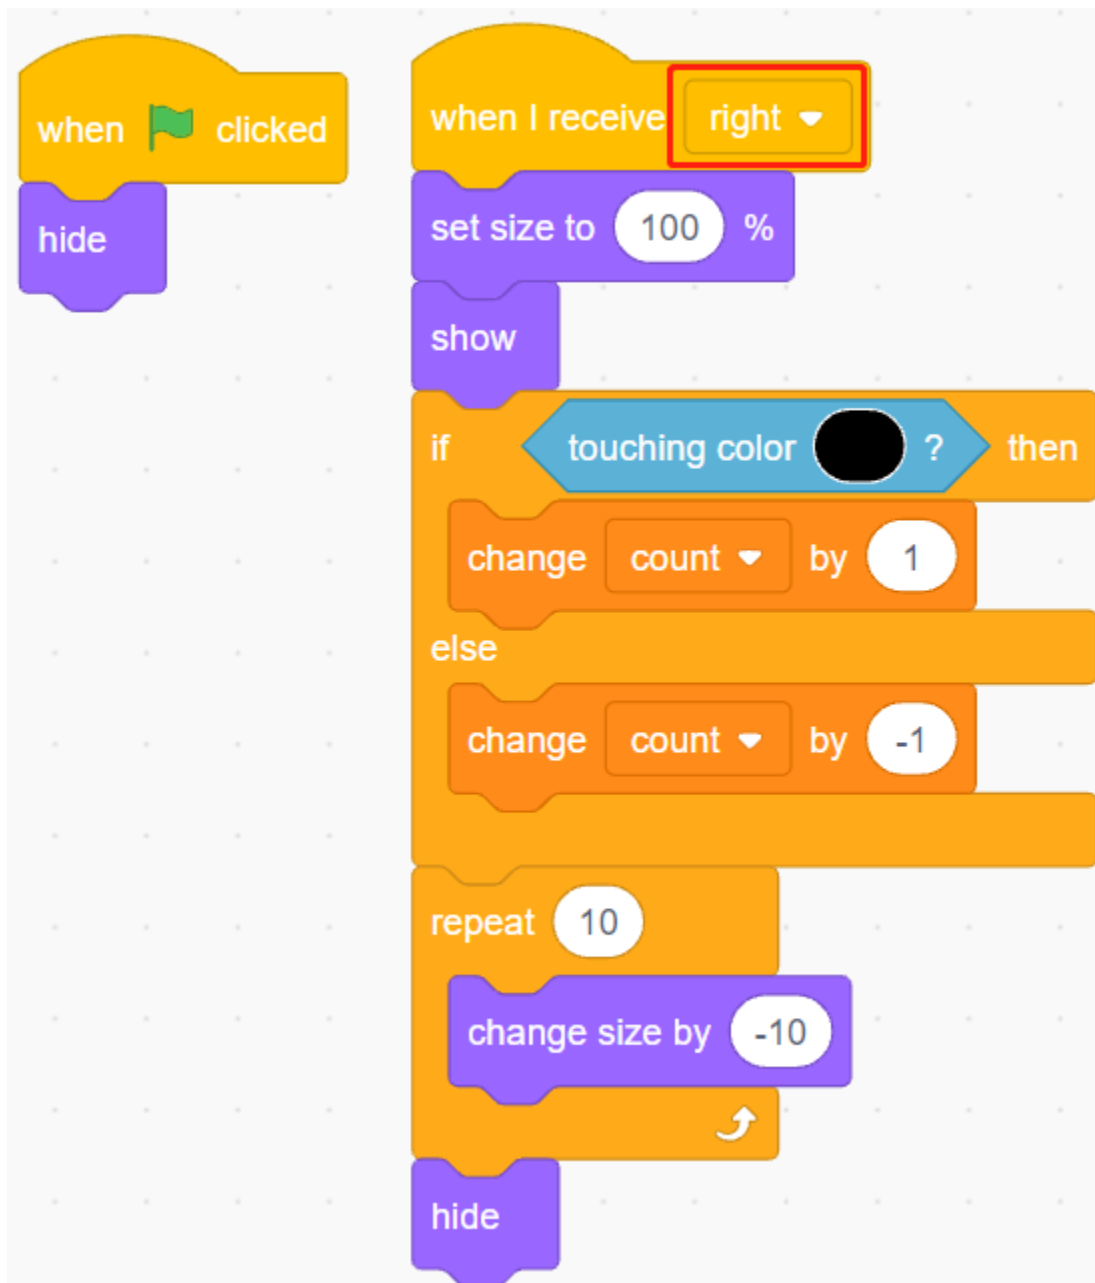 when clicked
hide
when I receive right
set size to 100 %
show
if touching color ? then
change count by 1
else
change count by -1
repeat 10
change size by -10
hide